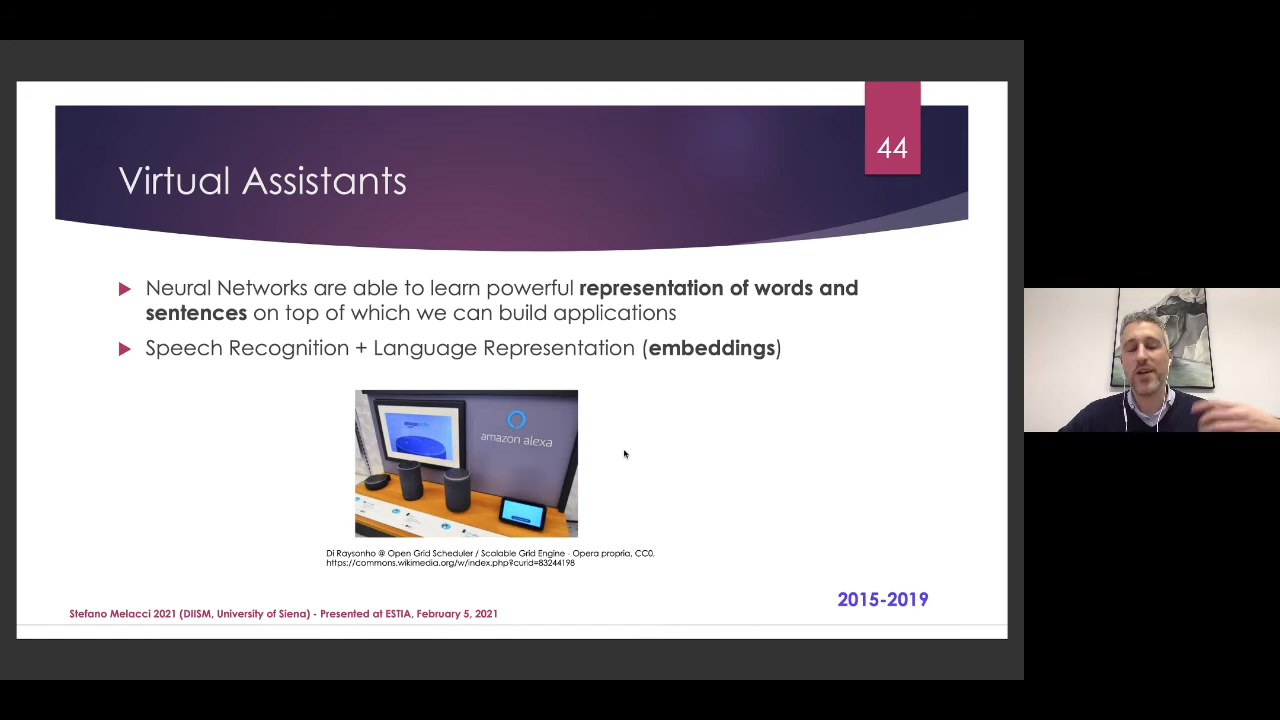 44
Virtual Assistants
Neural Networks are able to learn powerful representation of words and
sentences on top of which we can build applications
Speech Recognition + Language Representation (embeddings)
amazon alexa
Di Raysonho @ Open Grid Scheduler / Scalable Grid Engine - Opera propria, CC0,
https://commons.wikimedia.org/w/index.php?curid=83244198
2015-2019
Stefano Melacci 2021 (DIISM, University of Siena) - Presented at ESTIA, February 5, 2021